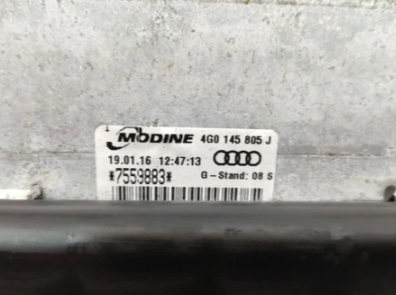 MODINE 4G0 145 805 J
19.01.16 12:47:13
*7559883* G-Stand: 08 S